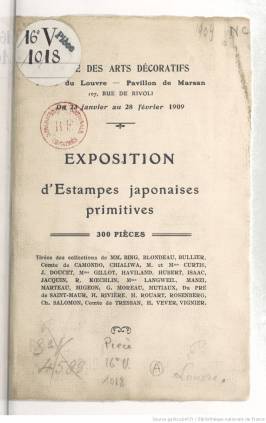 16° V
Pièce
1018
E DES ARTS DÉCORATIFS
du Louvre — Pavillon de Marsan
107, RUE DE RIVOLI
janvier au 28 février 1909
EXPOSITION
d'Estampes japonaises
primitives
300 PIÈCES
Tirées des collections de MM. BING, BLONDEAU, BULLIER,
Comte de CAMONDO, CHIALIWA, M. et Mme CURTIS,
J. DOUCET, Mme GILLOT, HAVILAND, HUBERT, ISAAC,
JACQUIN, R. KŒCHLIN, Mme LANGWEIL, MANZI,
MARTEAU, MIGEON, G. MOREAU, MUTIAUX, Du PRÉ
de SAINT-MAUR, H. RIVIÈRE, H. ROUART, ROSENBERG,
Ch. SALOMON, Comte de TRESSAN, H. VEVER, VIGNIER.
Pièce
16° V
1018
A
Source gallica.bnf.fr / Bibliothèque nationale de France